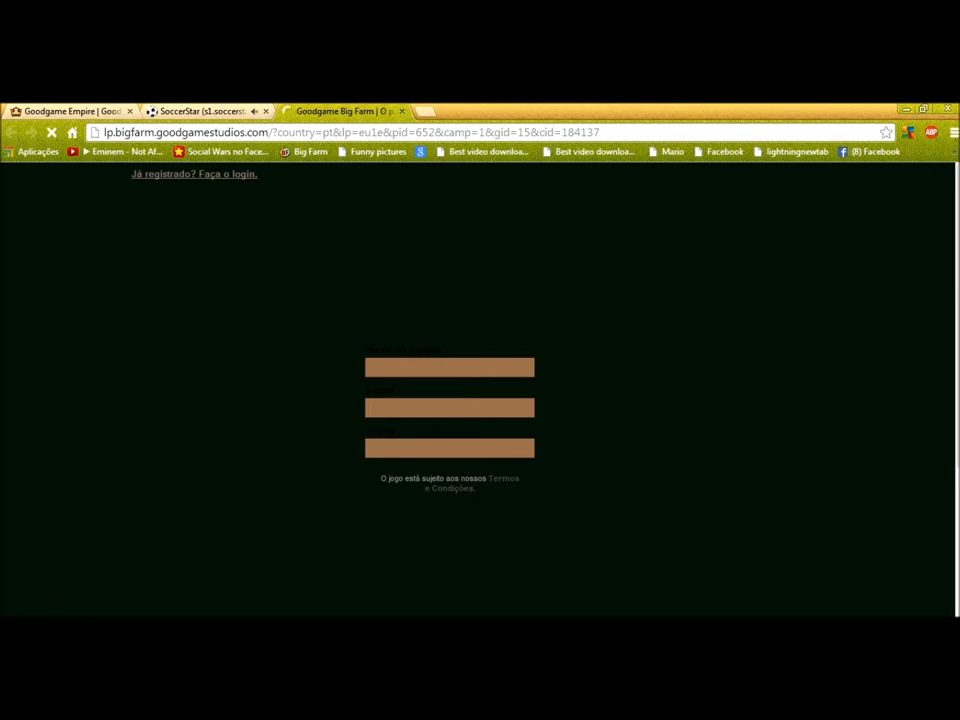 Goodgame Empire | Good
SoccerStar (s1.soccerst
Goodgame Big Farm | O p
lp.bigfarm.goodgamestudios.com/?country=pt&lp=eu1e&pid=652&camp=1&gid=15&cid=184137
ABP
Aplicações
Eminem - Not Af...
Social Wars no Face...
Big Farm
Funny pictures
8
Best video downloa...
Best video downloa...
Mario
Facebook
lightningnewtab
(8) Facebook
Já registrado? Faça o login.
O jogo está sujeito aos nossos Termos
e Condições.